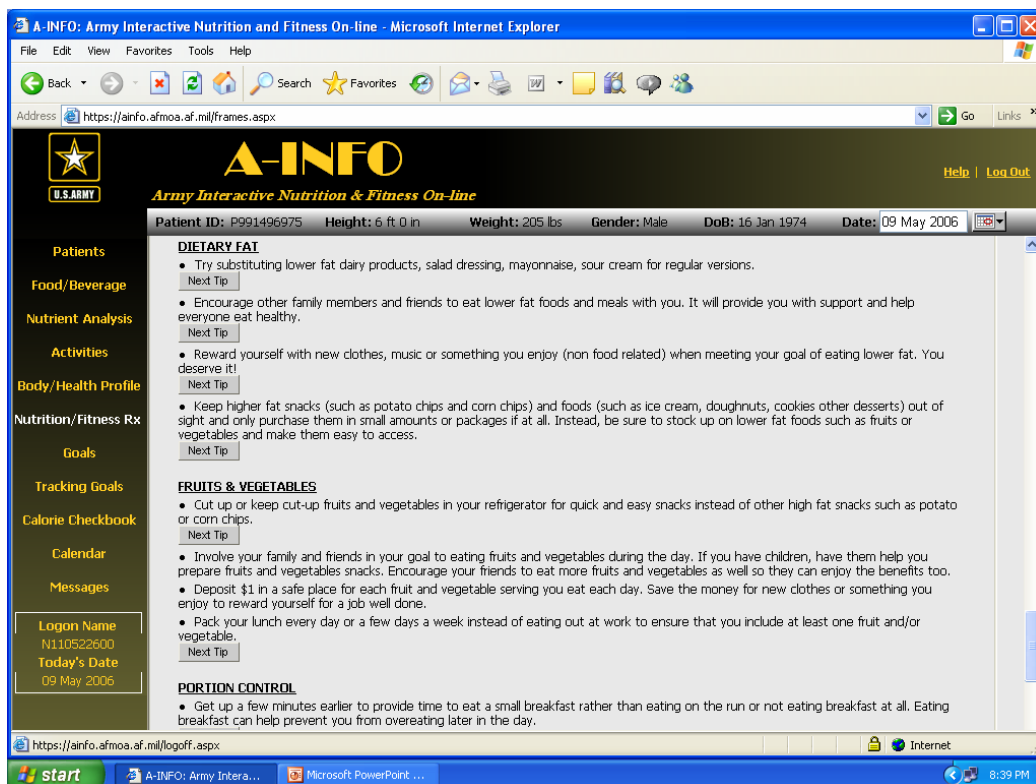 A-INFO: Army Interactive Nutrition and Fitness On-line - Microsoft Internet Explorer
File Edit View Favorites Tools Help
Back Search Favorites
Address https://ainfo.afmoa.af.mil/frames.aspx Go Links »
U.S.ARMY
A-INFO
Army Interactive Nutrition & Fitness On-line
Help | Log Out
Patient ID: P991496975 Height: 6 ft 0 in Weight: 205 lbs Gender: Male DoB: 16 Jan 1974 Date: 09 May 2006
Patients
Food/Beverage
Nutrient Analysis
Activities
Body/Health Profile
Nutrition/Fitness Rx
Goals
Tracking Goals
Calorie Checkbook
Calendar
Messages
Logon Name
N110522600
Today's Date
09 May 2006
DIETARY FAT
• Try substituting lower fat dairy products, salad dressing, mayonnaise, sour cream for regular versions.
Next Tip
• Encourage other family members and friends to eat lower fat foods and meals with you. It will provide you with support and help
everyone eat healthy.
Next Tip
• Reward yourself with new clothes, music or something you enjoy (non food related) when meeting your goal of eating lower fat. You
deserve it!
Next Tip
• Keep higher fat snacks (such as potato chips and corn chips) and foods (such as ice cream, doughnuts, cookies other desserts) out of
sight and only purchase them in small amounts or packages if at all. Instead, be sure to stock up on lower fat foods such as fruits or
vegetables and make them easy to access.
Next Tip
FRUITS & VEGETABLES
• Cut up or keep cut-up fruits and vegetables in your refrigerator for quick and easy snacks instead of other high fat snacks such as potato
or corn chips.
Next Tip
• Involve your family and friends in your goal to eating fruits and vegetables during the day. If you have children, have them help you
prepare fruits and vegetables snacks. Encourage your friends to eat more fruits and vegetables as well so they can enjoy the benefits too.
• Deposit $1 in a safe place for each fruit and vegetable serving you eat each day. Save the money for new clothes or something you
enjoy to reward yourself for a job well done.
• Pack your lunch every day or a few days a week instead of eating out at work to ensure that you include at least one fruit and/or
vegetable.
Next Tip
PORTION CONTROL
• Get up a few minutes earlier to provide time to eat a small breakfast rather than eating on the run or not eating breakfast at all. Eating
breakfast can help prevent you from overeating later in the day.
https://ainfo.afmoa.af.mil/logoff.aspx Internet
start A-INFO: Army Intera... Microsoft PowerPoint ... 8:39 PM